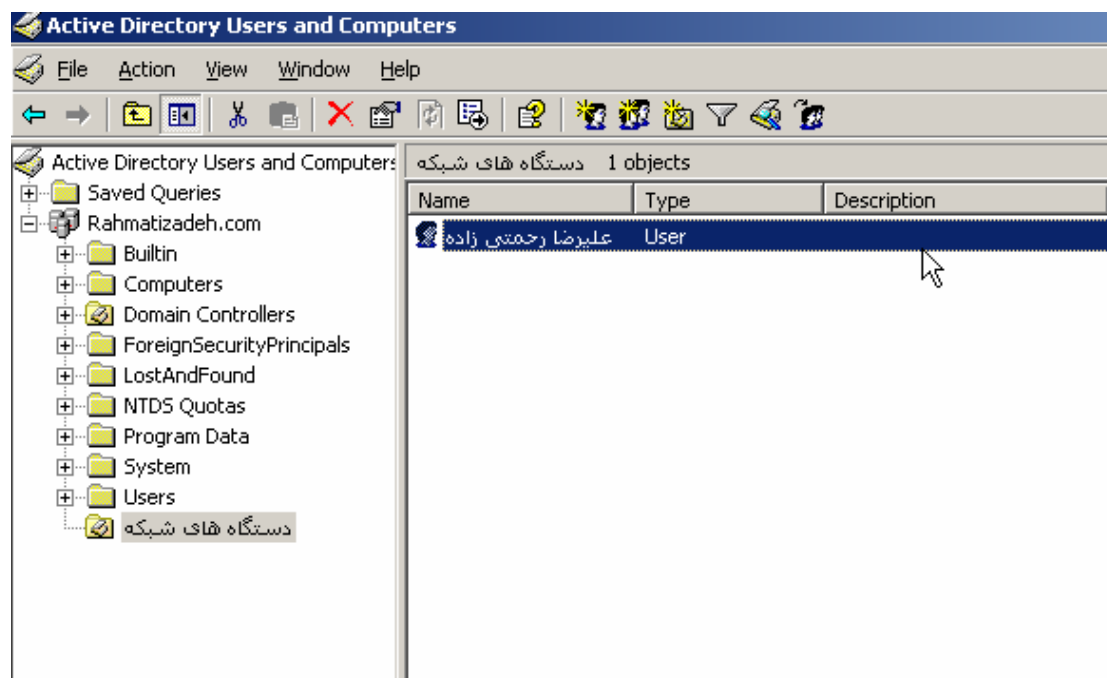 Active Directory Users and Computers
File Action View Window Help
Active Directory Users and Computers
Saved Queries
Rahmatizadeh.com
Builtin
Computers
Domain Controllers
ForeignSecurityPrincipals
LostAndFound
NTDS Quotas
Program Data
System
Users
دستگاه های شبکه
دستگاه های شبکه 1 objects
Name Type Description
علیرضا رحمتی زاده User